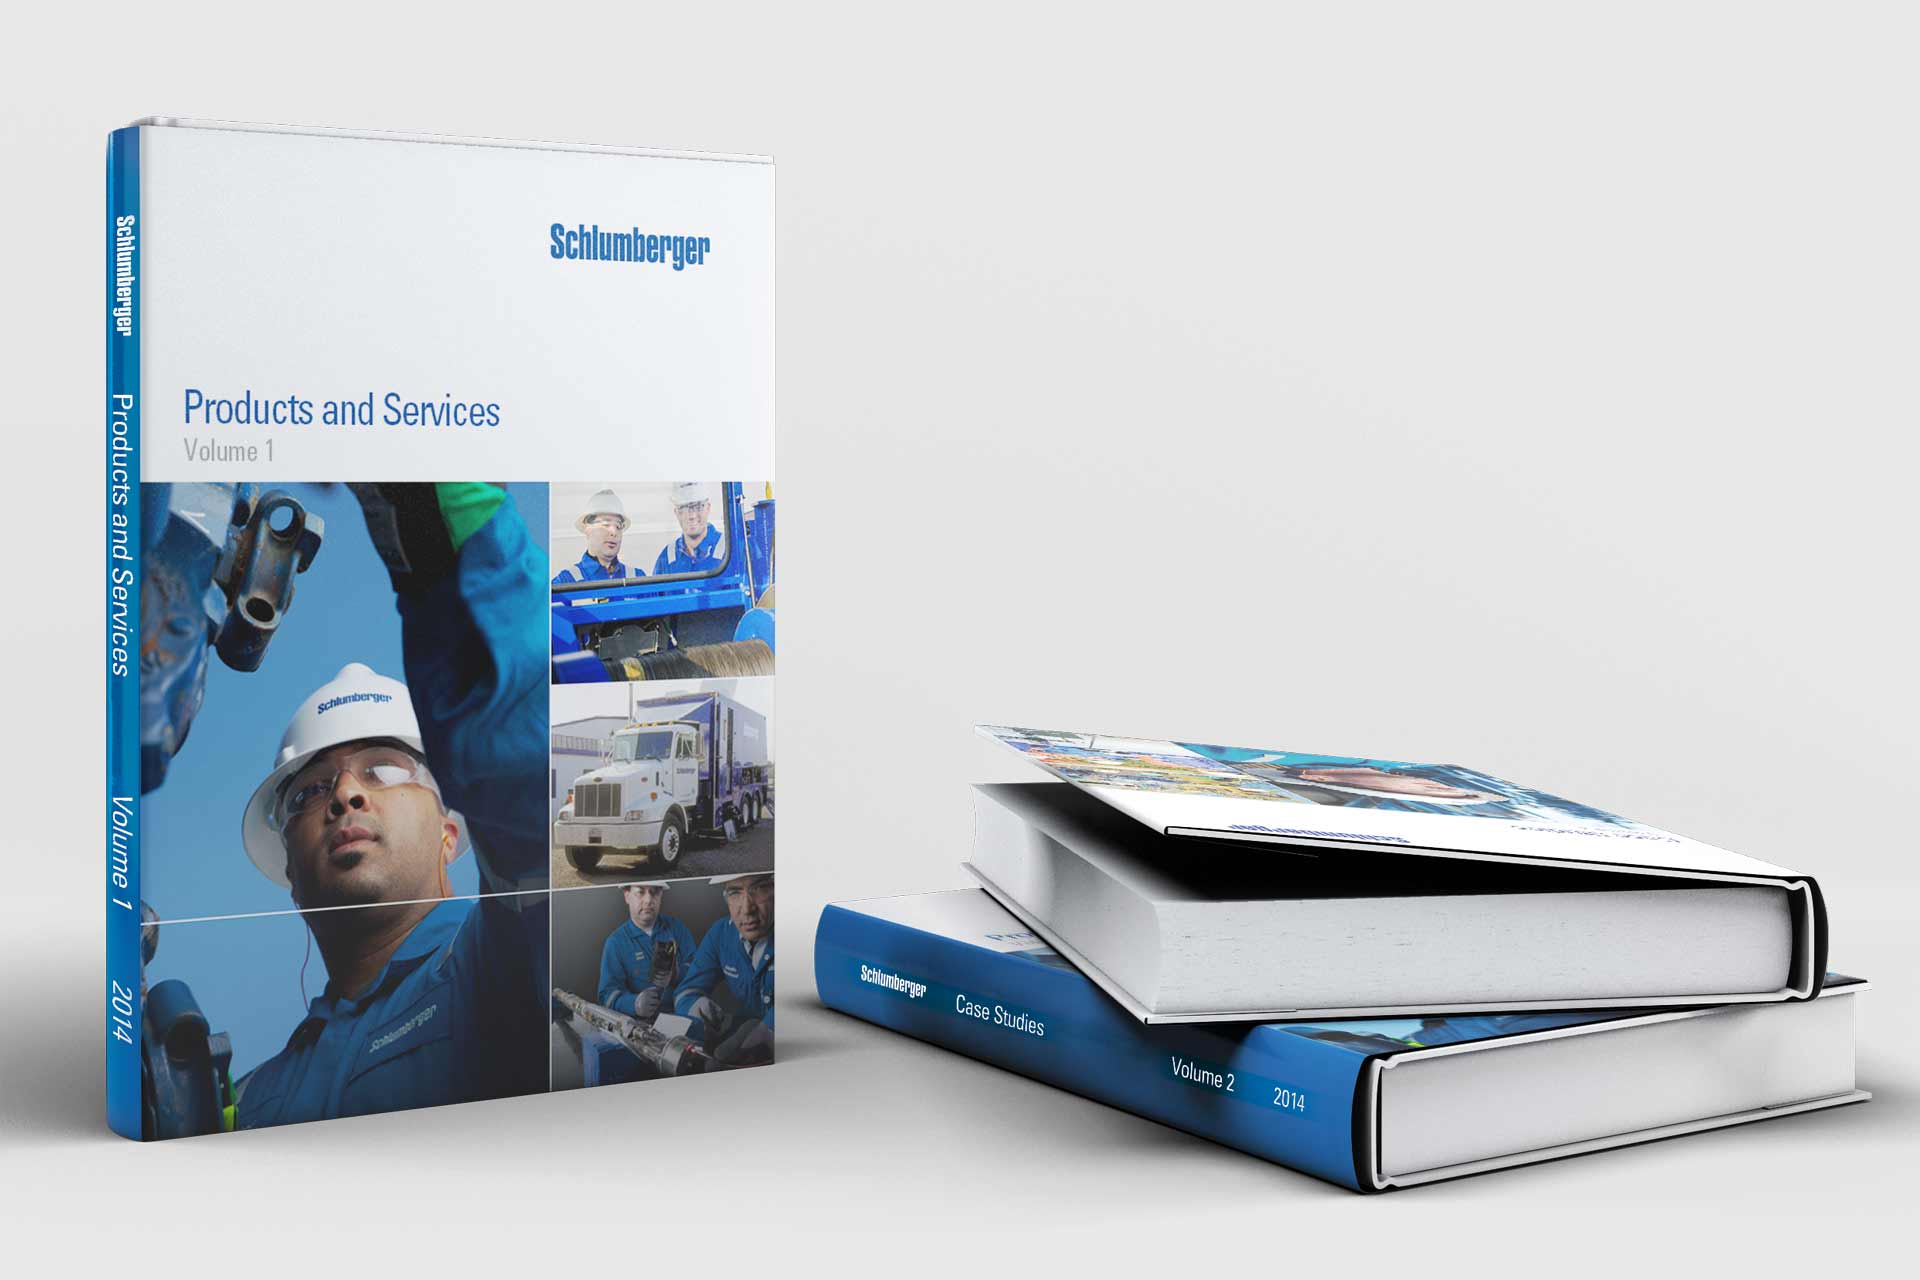 Schlumberger
Products and Services
Volume 1
Schlumberger Products and Services Volume 1 2014
Schlumberger
Schlumberger
Schlumberger
Schlumberger Case Studies Volume 2 2014